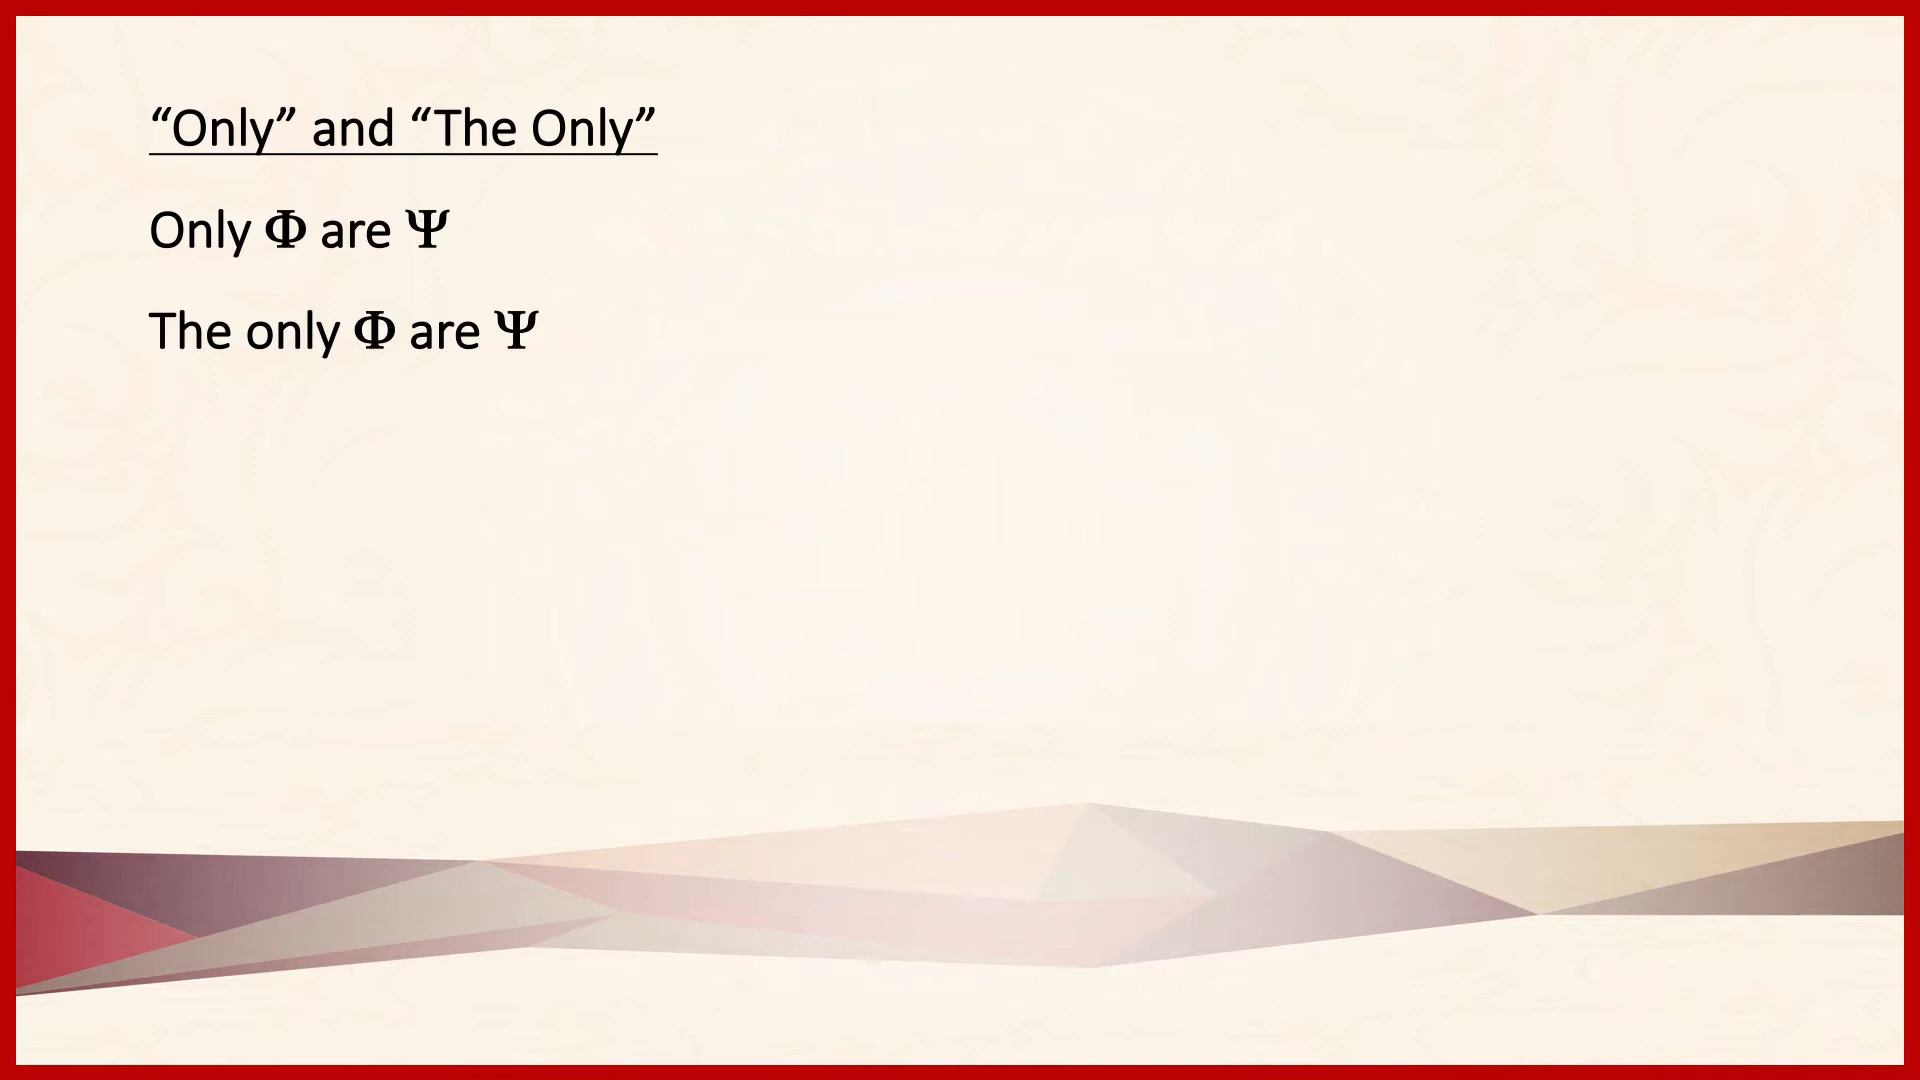 “Only” and “The Only”
Only Φ are Ψ
The only Φ are Ψ